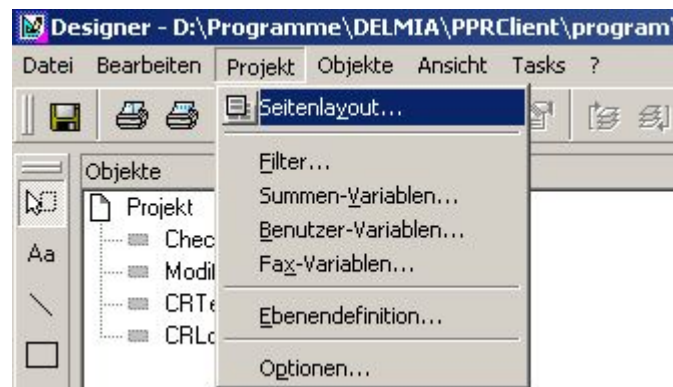 Designer - D:\Programme\DELMIA\PPRClient\program\
Datei Bearbeiten Projekt Objekte Ansicht Tasks ?
Seitenlayout...
Objekte
Filter...
Projekt
Summen-Variablen...
Benutzer-Variablen...
Aa
Fax-Variablen...
Ebenendefinition...
Optionen...